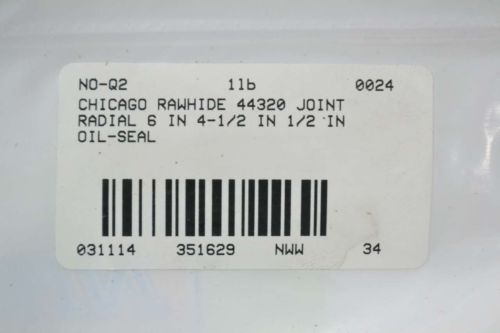 NO-Q2 1lb 0024
CHICAGO RAWHIDE 44320 JOINT
RADIAL 6 IN 4-1/2 IN 1/2 IN
OIL-SEAL
031114 351629 NWW 34